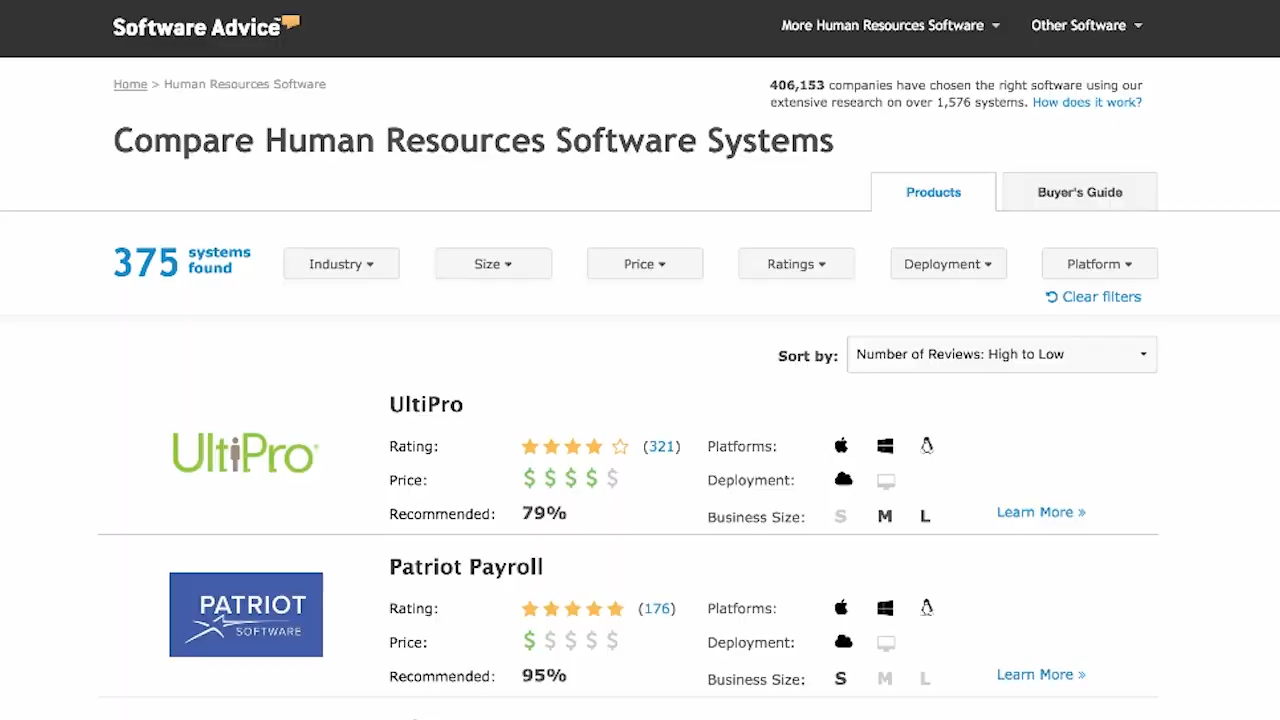 Software Advice™
More Human Resources Software
Other Software
Home > Human Resources Software
406,153 companies have chosen the right software using our
extensive research on over 1,576 systems. How does it work?
Compare Human Resources Software Systems
Products
Buyer's Guide
375 systems found
Industry
Size
Price
Ratings
Deployment
Platform
Clear filters
Sort by: Number of Reviews: High to Low
UltiPro®
UltiPro
Rating: (321)
Price: $ $ $ $ $
Recommended: 79%
Platforms:
Deployment:
Business Size: S M L
Learn More »
PATRIOT
SOFTWARE
Patriot Payroll
Rating: (176)
Price: $ $ $ $ $
Recommended: 95%
Platforms:
Deployment:
Business Size: S M L
Learn More »